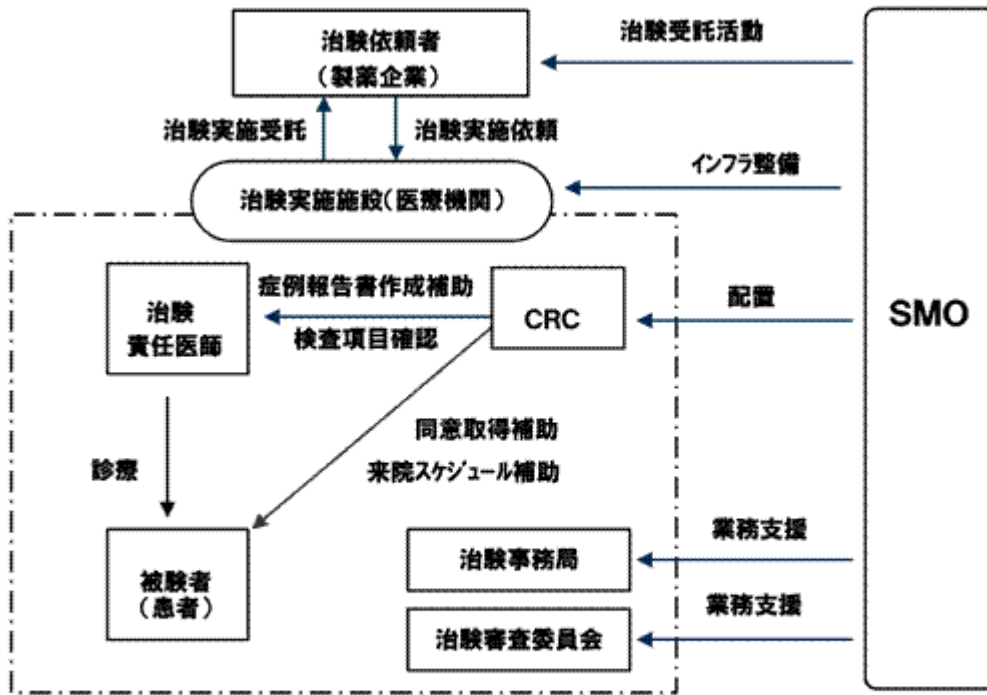 治験依頼者
(製薬企業)
治験受託活動
治験実施受託
治験実施依頼
インフラ整備
治験実施施設(医療機関)
SMO
症例報告書作成補助
検査項目確認
CRC
配置
治験
責任医師
同意取得補助
来院スケジュール補助
診療
業務支援
治験事務局
被験者
(患者)
業務支援
治験審査委員会